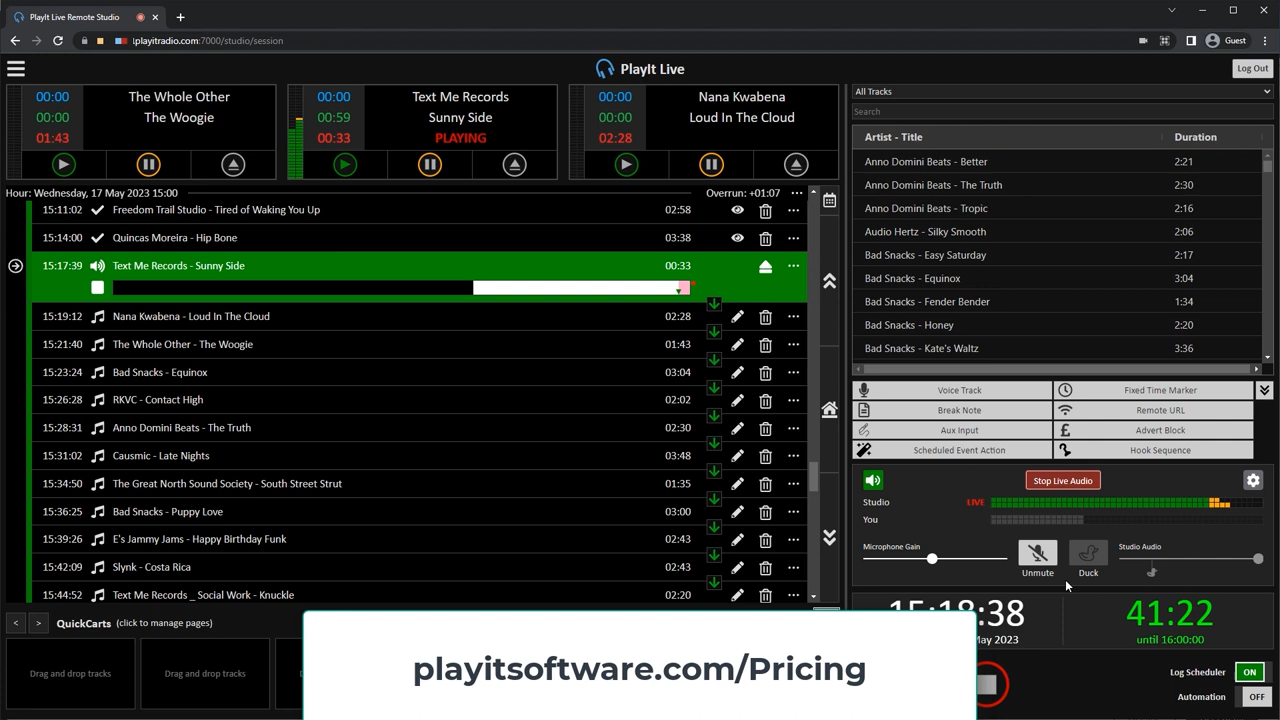 PlayIt Live Remote Studio
playitradio.com:7000/studio/session
Guest
PlayIt Live
Log Out
00:00
00:00
01:43
The Whole Other
The Woogie
00:00
00:59
00:33
Text Me Records
Sunny Side
PLAYING
00:00
00:00
02:28
Nana Kwabena
Loud In The Cloud
Hour: Wednesday, 17 May 2023 15:00 Overrun: +01:07
15:11:02 Freedom Trail Studio - Tired of Waking You Up 02:58
15:14:00 Quincas Moreira - Hip Bone 03:38
15:17:39 Text Me Records - Sunny Side 00:33
15:19:12 Nana Kwabena - Loud In The Cloud 02:28
15:21:40 The Whole Other - The Woogie 01:43
15:23:24 Bad Snacks - Equinox 03:04
15:26:28 RKVC - Contact High 02:02
15:28:31 Anno Domini Beats - The Truth 02:30
15:31:02 Causmic - Late Nights 03:48
15:34:50 The Great North Sound Society - South Street Strut 01:35
15:36:25 Bad Snacks - Puppy Love 03:00
15:39:26 E's Jammy Jams - Happy Birthday Funk 02:43
15:42:09 Slynk - Costa Rica 02:43
15:44:52 Text Me Records _ Social Work - Knuckle 02:20
< > QuickCarts (click to manage pages)
Drag and drop tracks
Drag and drop tracks
All Tracks
Search
Artist - Title Duration
Anno Domini Beats - Better 2:21
Anno Domini Beats - The Truth 2:30
Anno Domini Beats - Tropic 2:16
Audio Hertz - Silky Smooth 2:06
Bad Snacks - Easy Saturday 2:17
Bad Snacks - Equinox 3:04
Bad Snacks - Fender Bender 1:34
Bad Snacks - Honey 2:20
Bad Snacks - Kate's Waltz 3:36
Voice Track Fixed Time Marker
Break Note Remote URL
Aux Input £ Advert Block
Scheduled Event Action Hook Sequence
Stop Live Audio
Studio LIVE
You
Microphone Gain Studio Audio
Unmute Duck
15:18:38 41:22
May 2023 until 16:00:00
Log Scheduler ON
Automation OFF
playitsoftware.com/Pricing